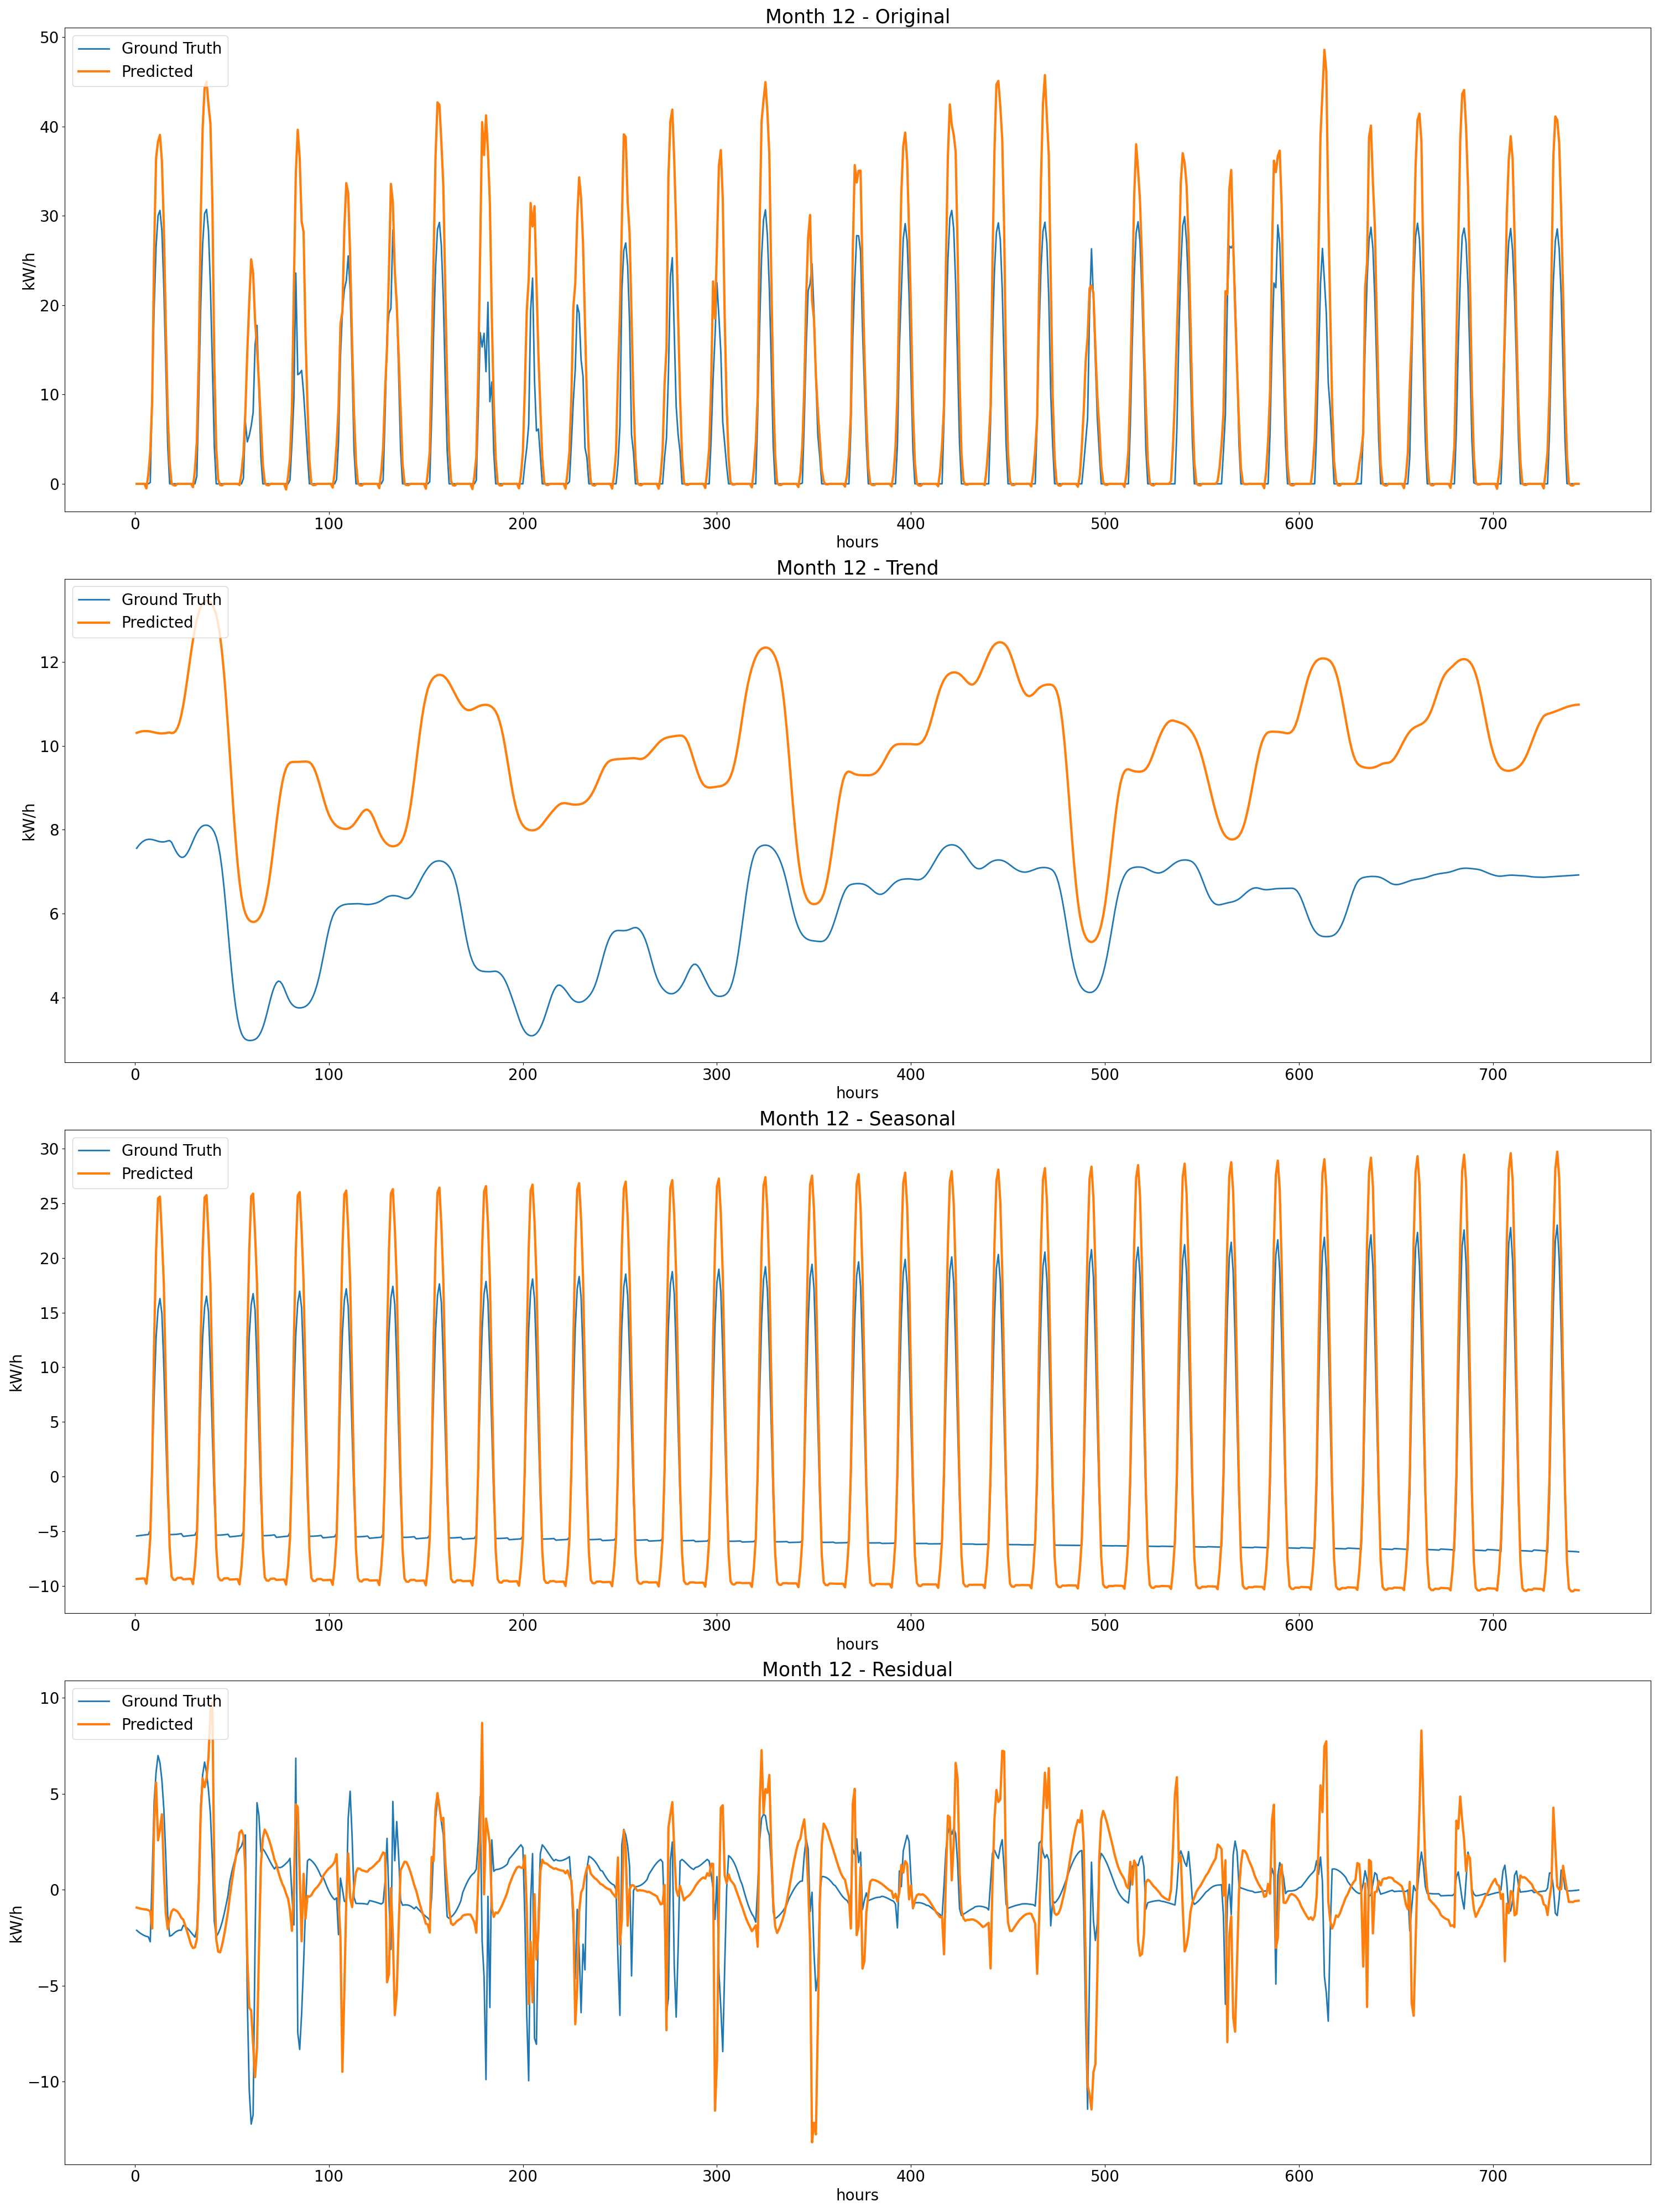 Month 12 - Original
Ground Truth
Predicted
kW/h
50
40
30
20
10
0
0 100 200 300 400 500 600 700
hours
Month 12 - Trend
Ground Truth
Predicted
kW/h
12
10
8
6
4
0 100 200 300 400 500 600 700
hours
Month 12 - Seasonal
Ground Truth
Predicted
kW/h
30
25
20
15
10
5
0
−5
−10
0 100 200 300 400 500 600 700
hours
Month 12 - Residual
Ground Truth
Predicted
kW/h
10
5
0
−5
−10
0 100 200 300 400 500 600 700
hours